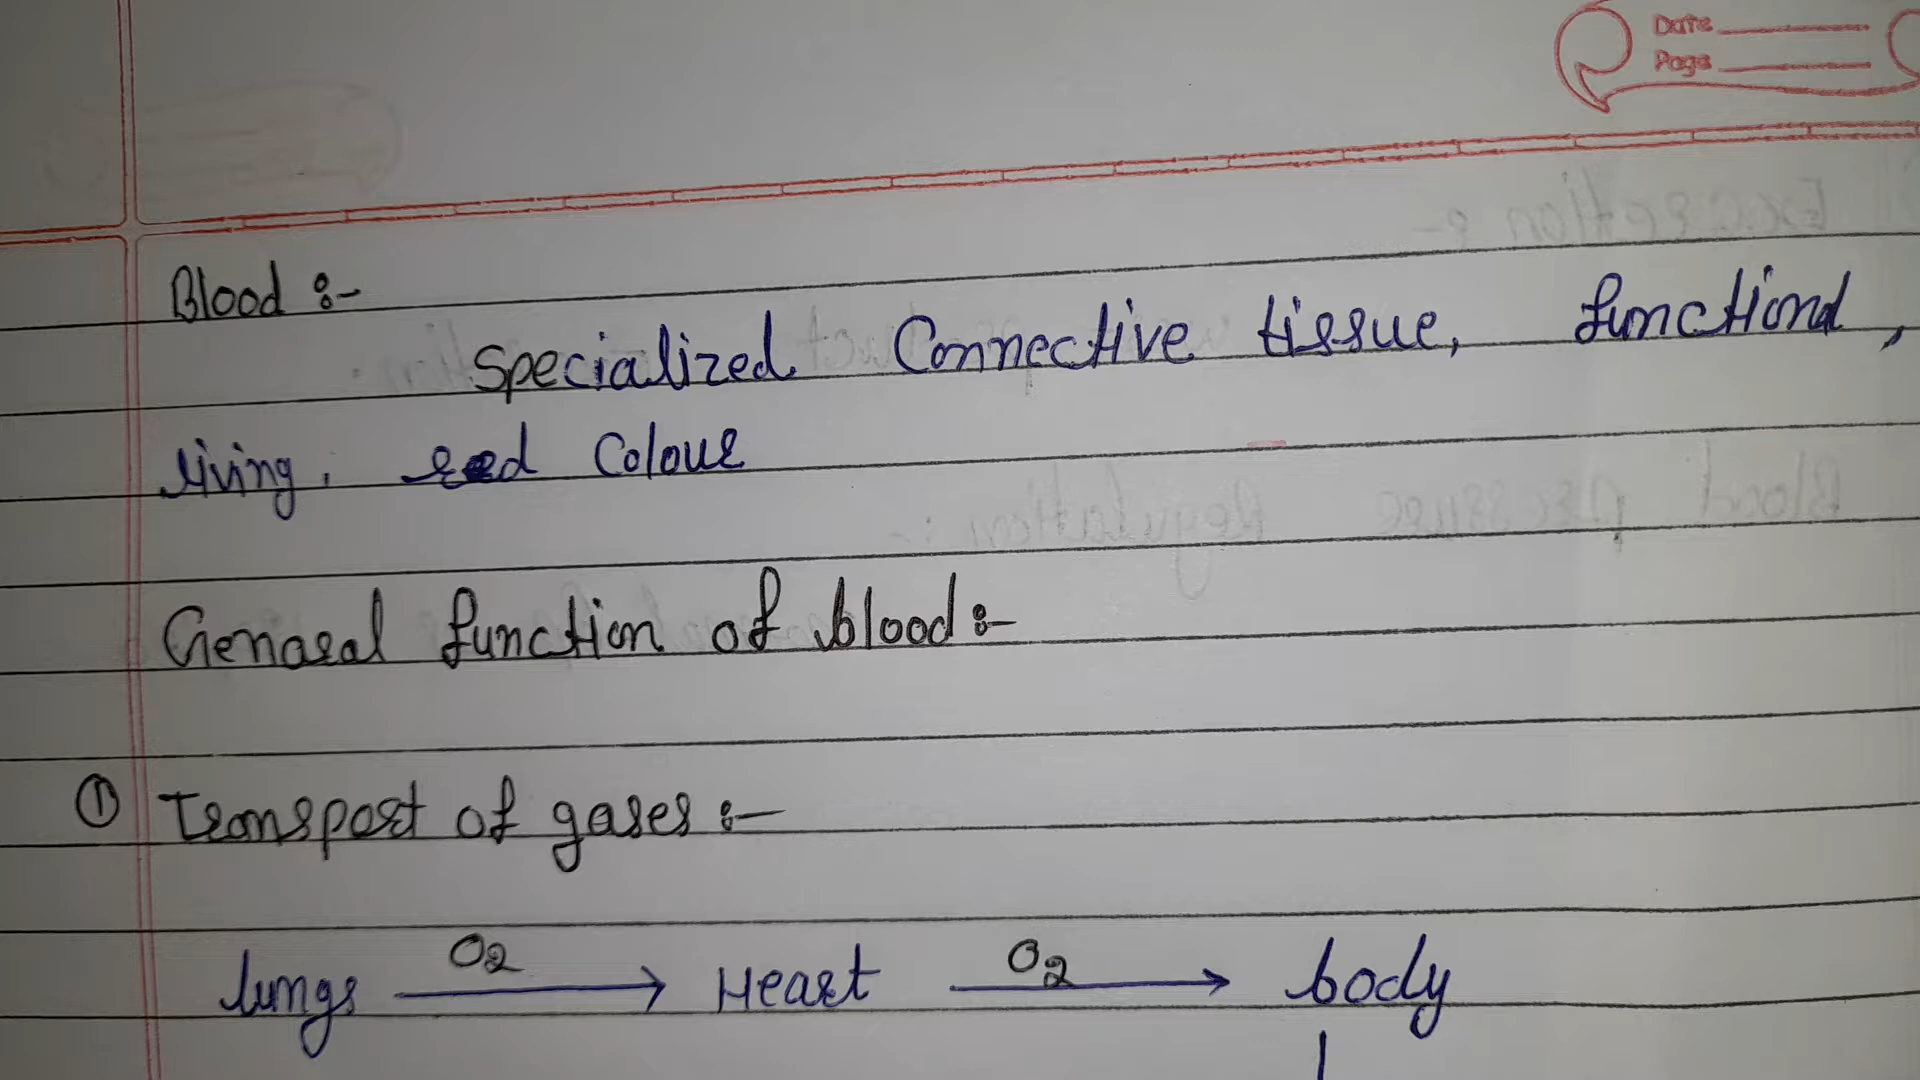 Date
Page
Blood :-
specialized Connective tissue, functional,
living, red Colour
Genaral function of blood :-
① Transport of gases :-
lungs O2 → Heart O2 → body